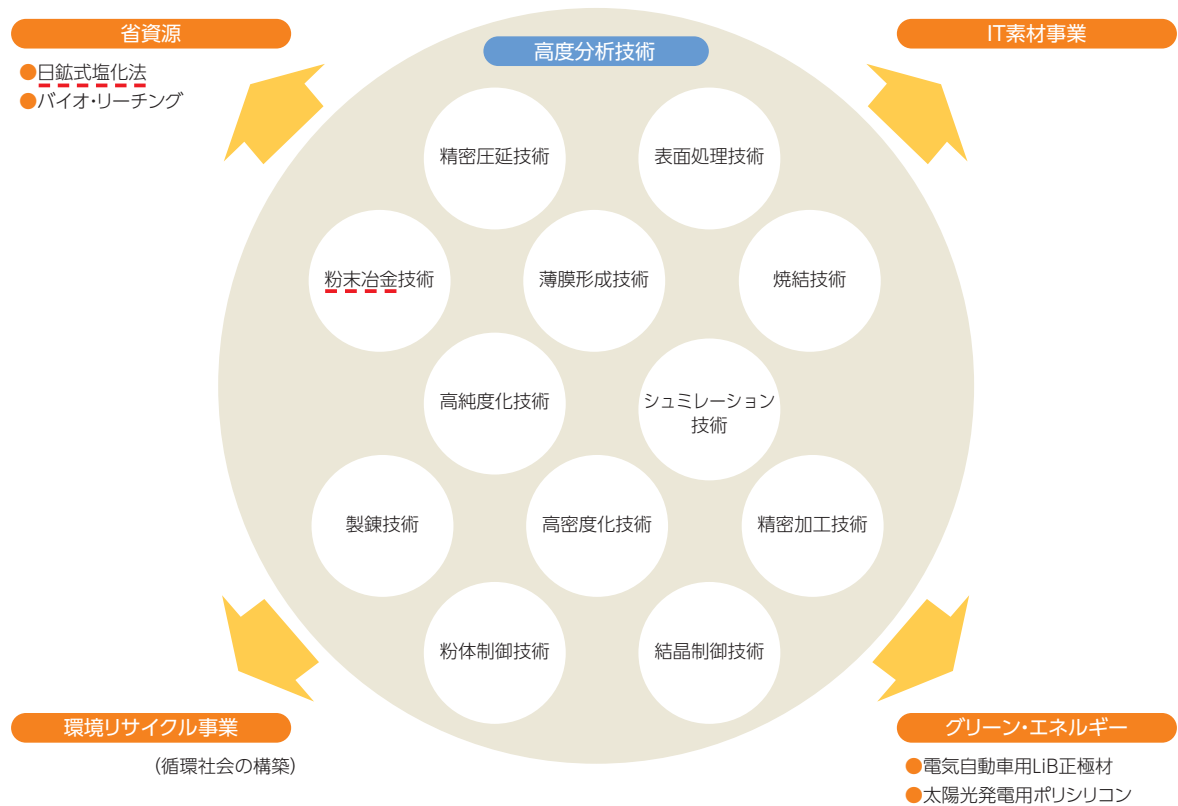 省資源
●日鉱式塩化法
●バイオ・リーチング
高度分析技術
IT素材事業
精密圧延技術
表面処理技術
粉末冶金技術
薄膜形成技術
焼結技術
高純度化技術
シュミレーション
技術
製錬技術
高密度化技術
精密加工技術
粉体制御技術
結晶制御技術
環境リサイクル事業
(循環社会の構築)
グリーン・エネルギー
●電気自動車用LiB正極材
●太陽光発電用ポリシリコン